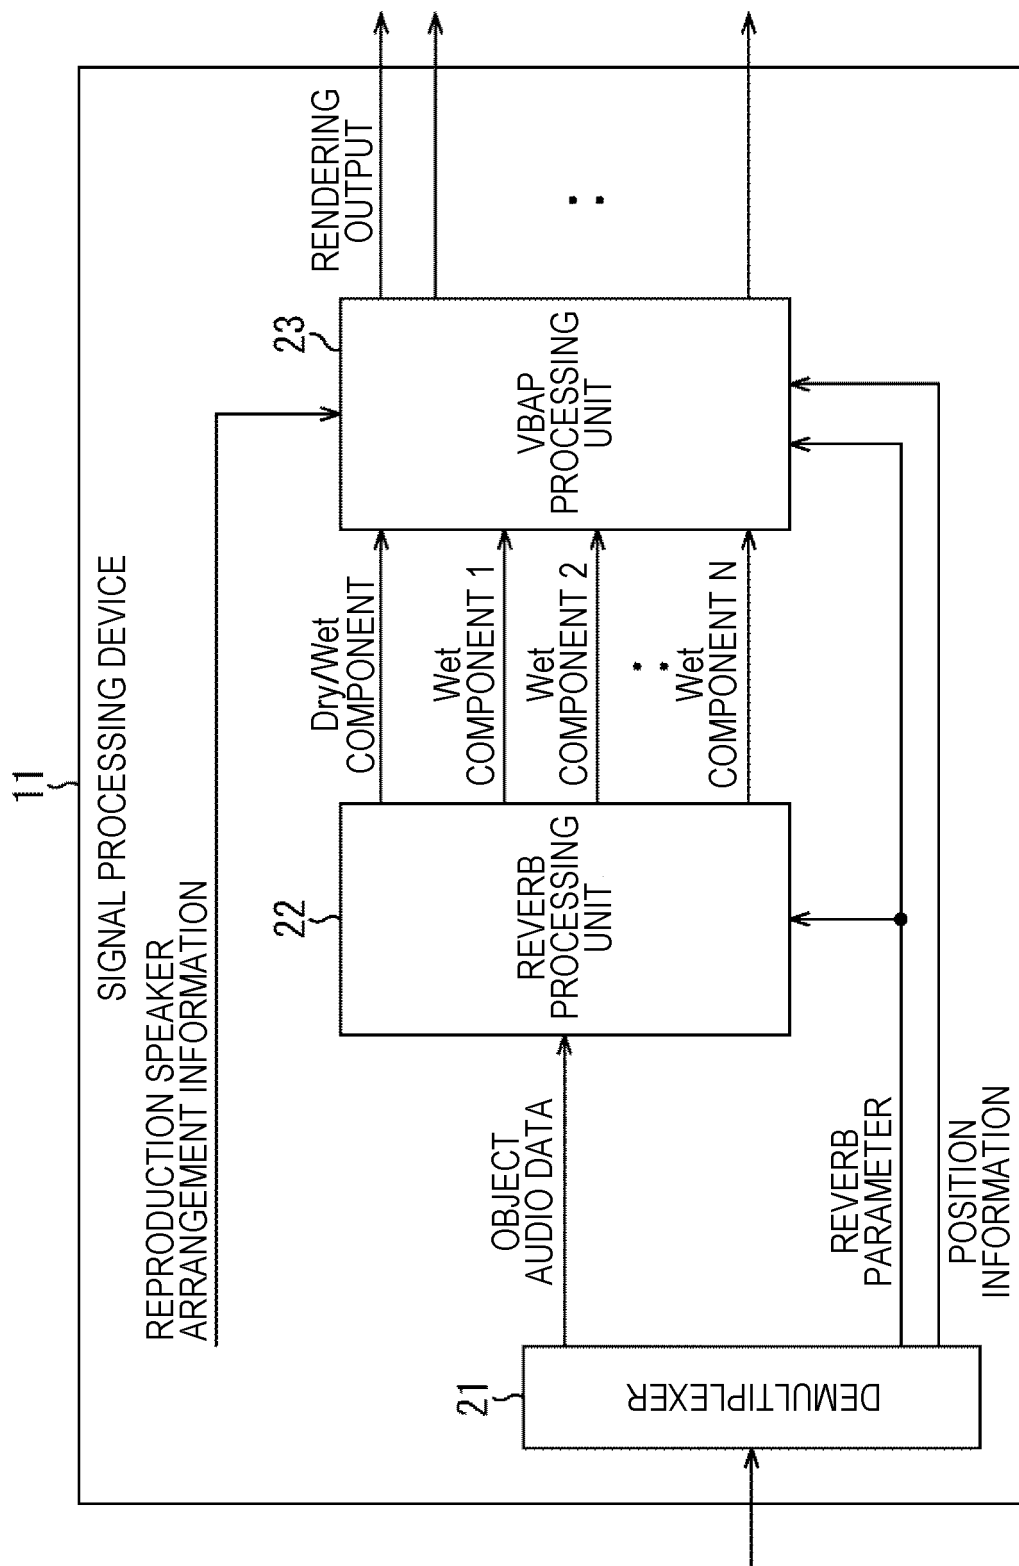 11
SIGNAL PROCESSING DEVICE
REPRODUCTION SPEAKER
ARRANGEMENT INFORMATION
21
DEMULTIPLEXER
OBJECT
AUDIO DATA
REVERB
PARAMETER
POSITION
INFORMATION
22
REVERB
PROCESSING
UNIT
Dry/Wet
COMPONENT
Wet
COMPONENT 1
Wet
COMPONENT 2
Wet
COMPONENT N
23
VBAP
PROCESSING
UNIT
RENDERING
OUTPUT